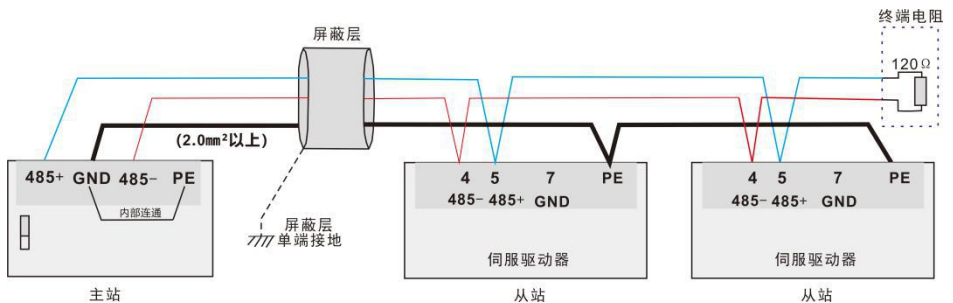 终端电阻
屏蔽层
120Ω
(2.0mm²以上)
485+ GND 485- PE
内部连通
4 5 7 PE
485- 485+ GND
4 5 7 PE
485- 485+ GND
屏蔽层
单端接地
伺服驱动器
伺服驱动器
主站
从站
从站